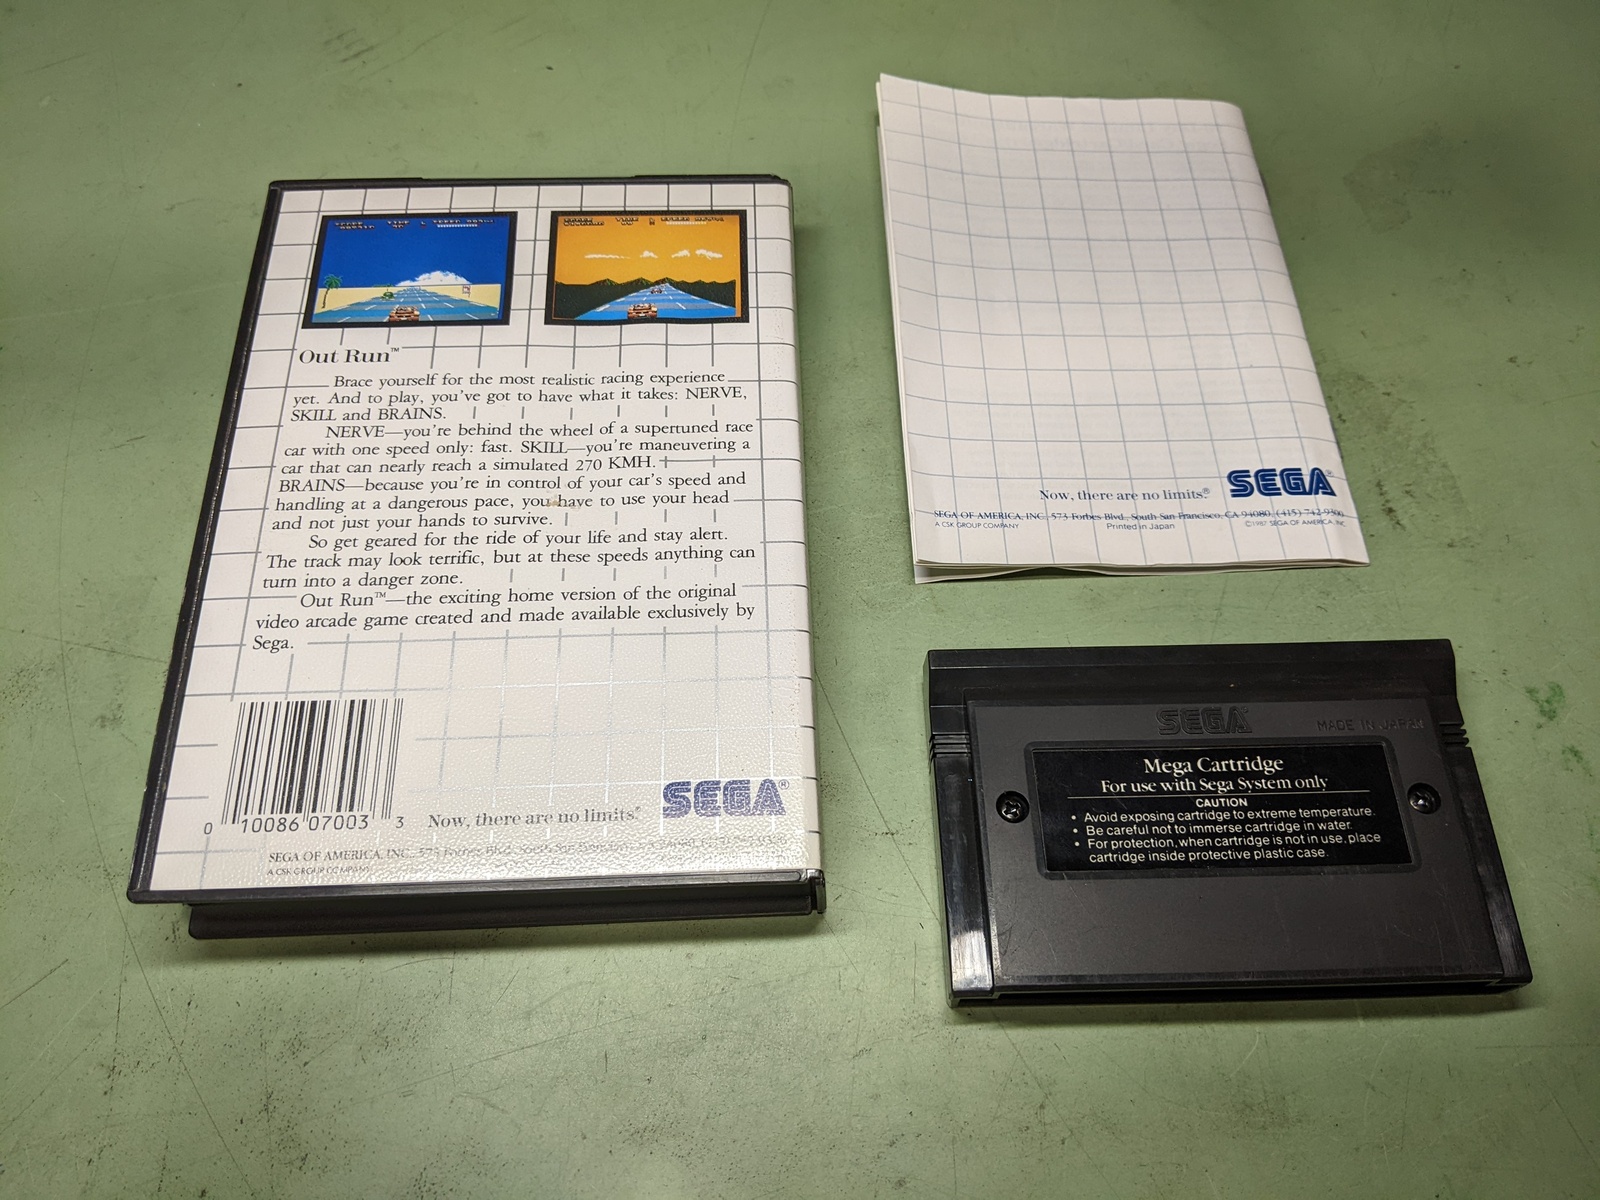 Out Run™
Brace yourself for the most realistic racing experience
yet. And to play, you've got to have what it takes: NERVE,
SKILL and BRAINS.
NERVE—you're behind the wheel of a supertuned race
car with one speed only: fast. SKILL—you're maneuvering a
car that can nearly reach a simulated 270 KMH.
BRAINS—because you're in control of your car's speed and
handling at a dangerous pace, you have to use your head
and not just your hands to survive.
So get geared for the ride of your life and stay alert.
The track may look terrific, but at these speeds anything can
turn into a danger zone.
Out Run™—the exciting home version of the original
video arcade game created and made available exclusively by
Sega.
0 10086 07003 3
Now, there are no limits.®
SEGA®
SEGA OF AMERICA, INC. 573 Forbes Blvd., South San
A CSK GROUP COMPANY
Now, there are no limits.®
SEGA®
SEGA OF AMERICA, INC. 573 Forbes Blvd., South San Francisco, CA 94080. (415) 742-9300
A CSK GROUP COMPANY Printed in Japan ©1987 SEGA OF AMERICA, INC.
SEGA
MADE IN JAPAN
Mega Cartridge
For use with Sega System only
CAUTION
• Avoid exposing cartridge to extreme temperature.
• Be careful not to immerse cartridge in water.
• For protection, when cartridge is not in use, place
cartridge inside protective plastic case.